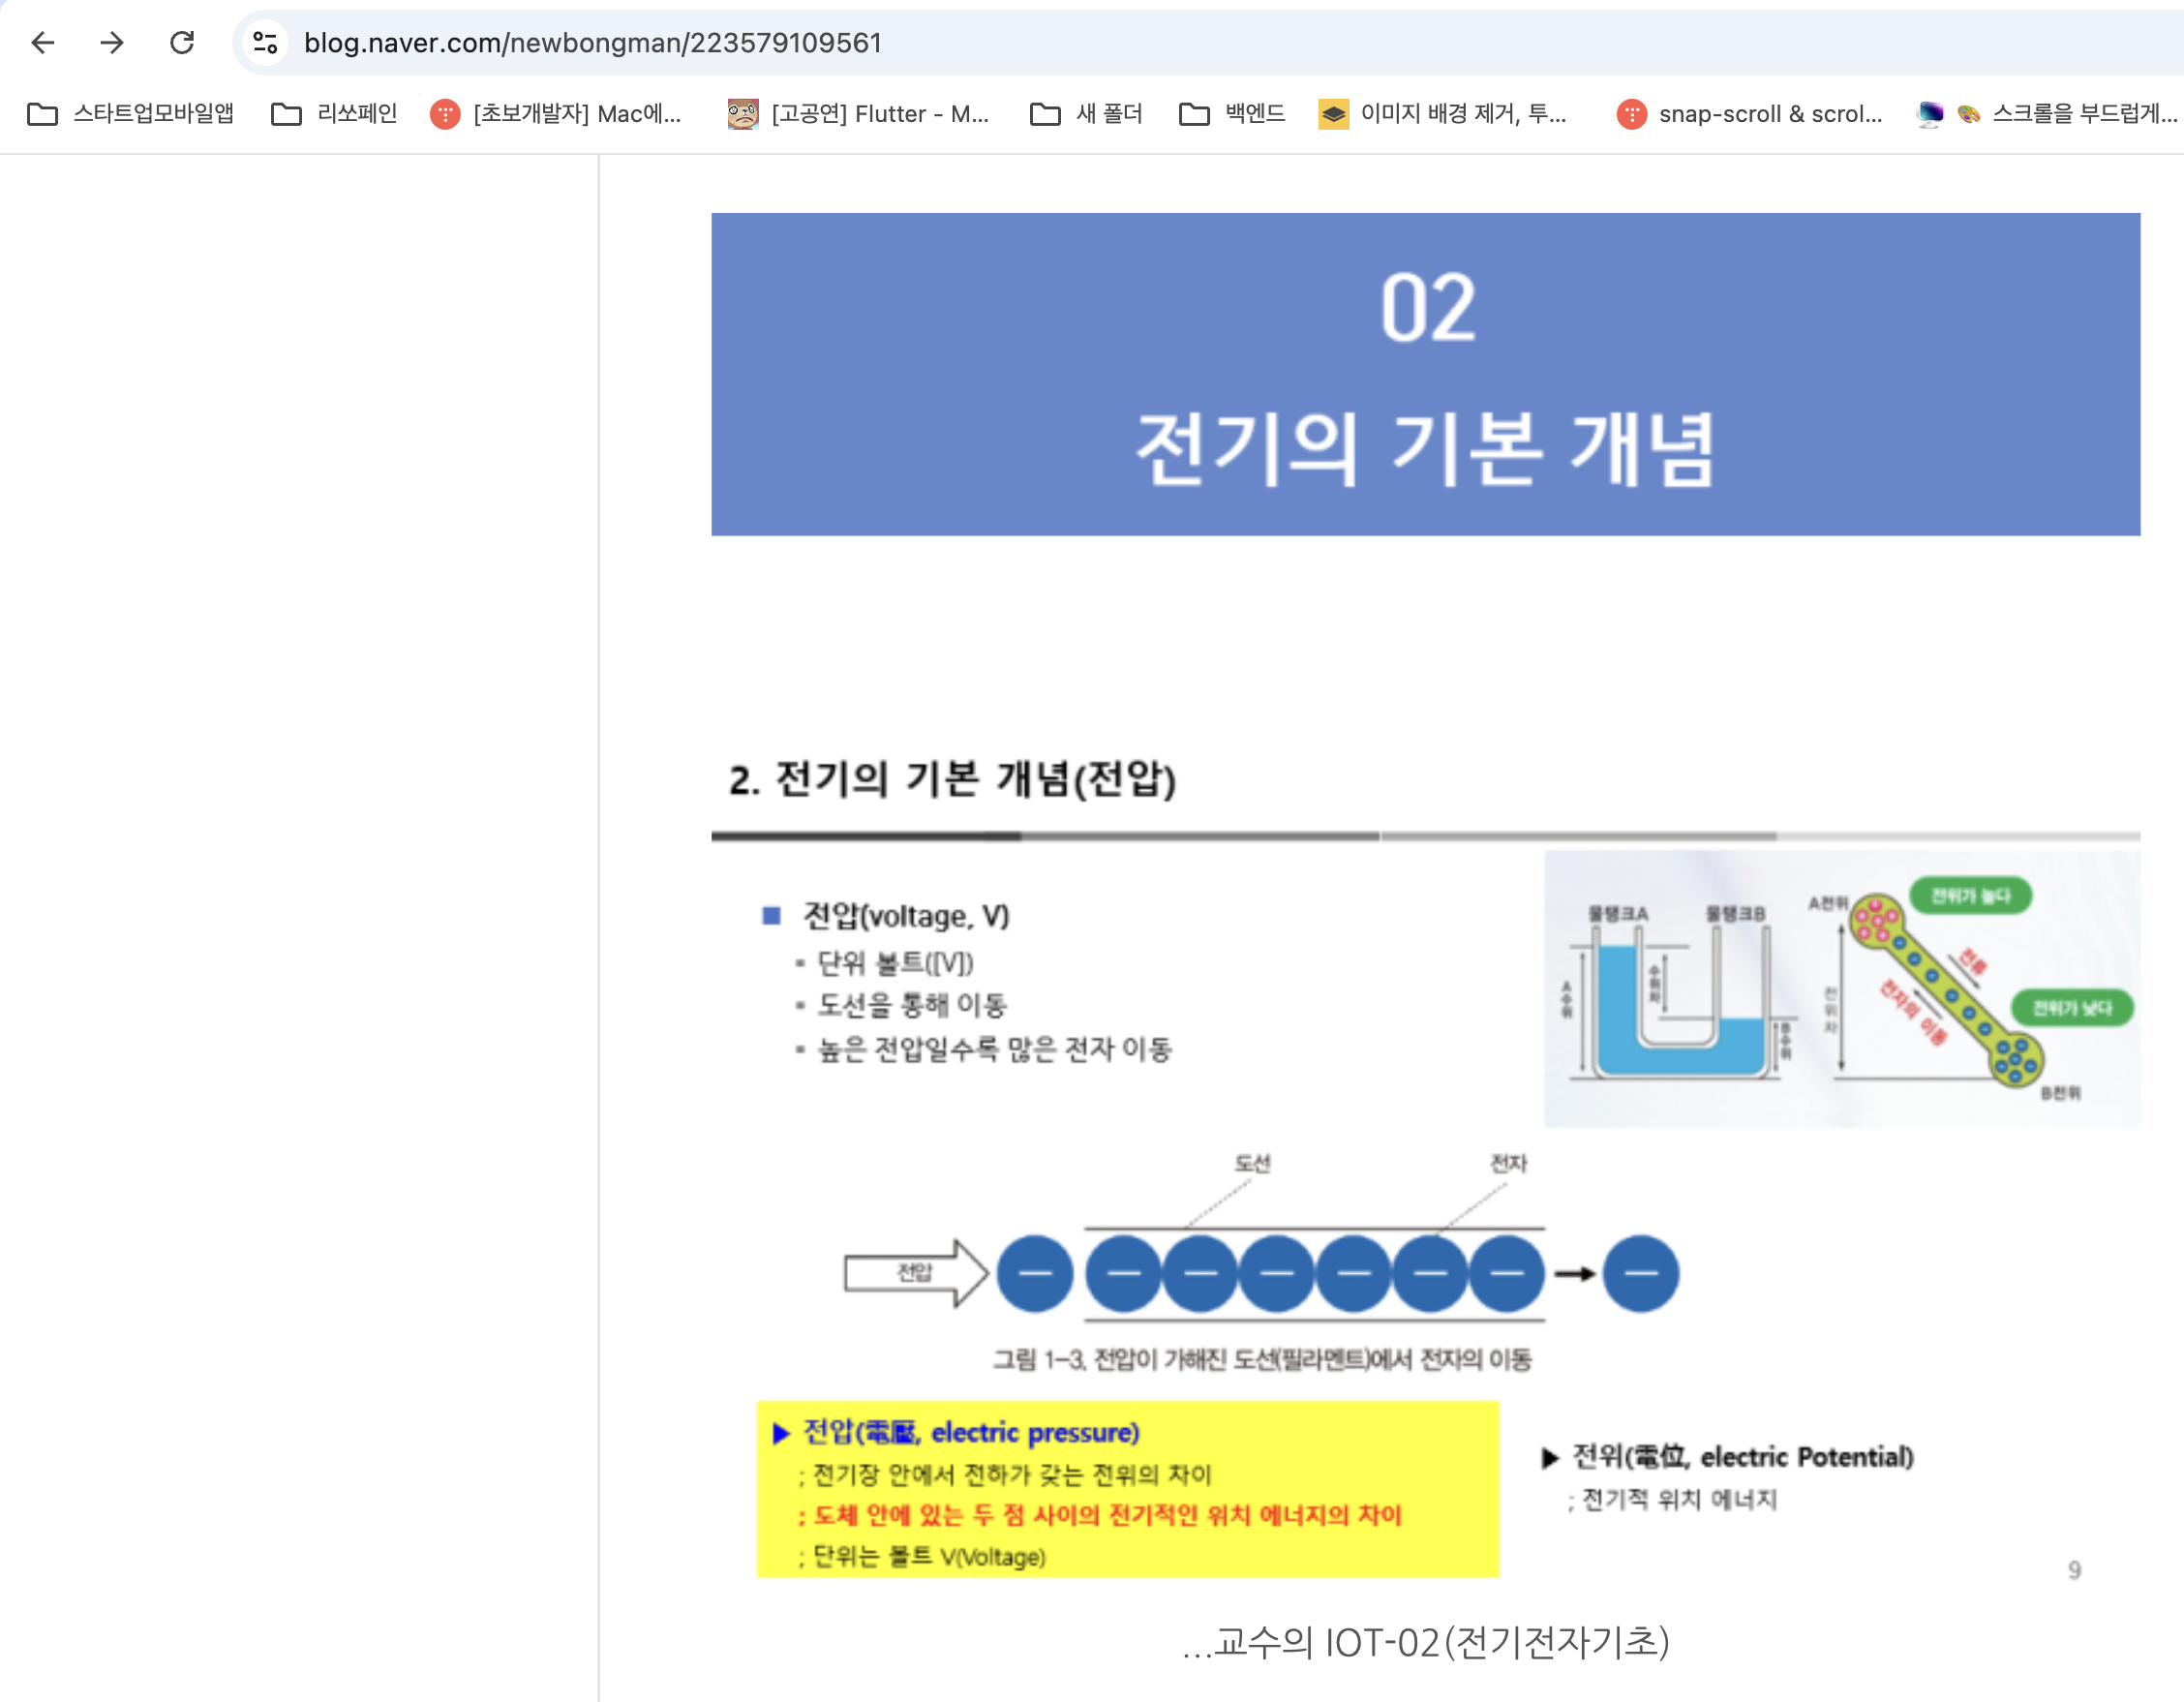 blog.naver.com/newbongman/223579109561
스타트업모바일앱
리쏘페인
[초보개발자] Mac에...
[고공연] Flutter - M...
새 폴더
백엔드
이미지 배경 제거, 투...
snap-scroll & scrol...
스크롤을 부드럽게...
02
전기의 기본 개념
2. 전기의 기본 개념(전압)
■ 전압(voltage, V)
▪ 단위 볼트([V])
▪ 도선을 통해 이동
▪ 높은 전압일수록 많은 전자 이동
물탱크A
물탱크B
A수위
수위차
B수위
A전위
전위가 높다
전류
전자의 이동
전위차
전위가 낮다
B전위
도선
전자
전압
그림 1-3, 전압이 가해진 도선(필라멘트)에서 전자의 이동
▶ 전압(電壓, electric pressure)
; 전기장 안에서 전하가 갖는 전위의 차이
; 도체 안에 있는 두 점 사이의 전기적인 위치 에너지의 차이
; 단위는 볼트 V(Voltage)
▶ 전위(電位, electric Potential)
; 전기적 위치 에너지
9
...교수의 IOT-02(전기전자기초)